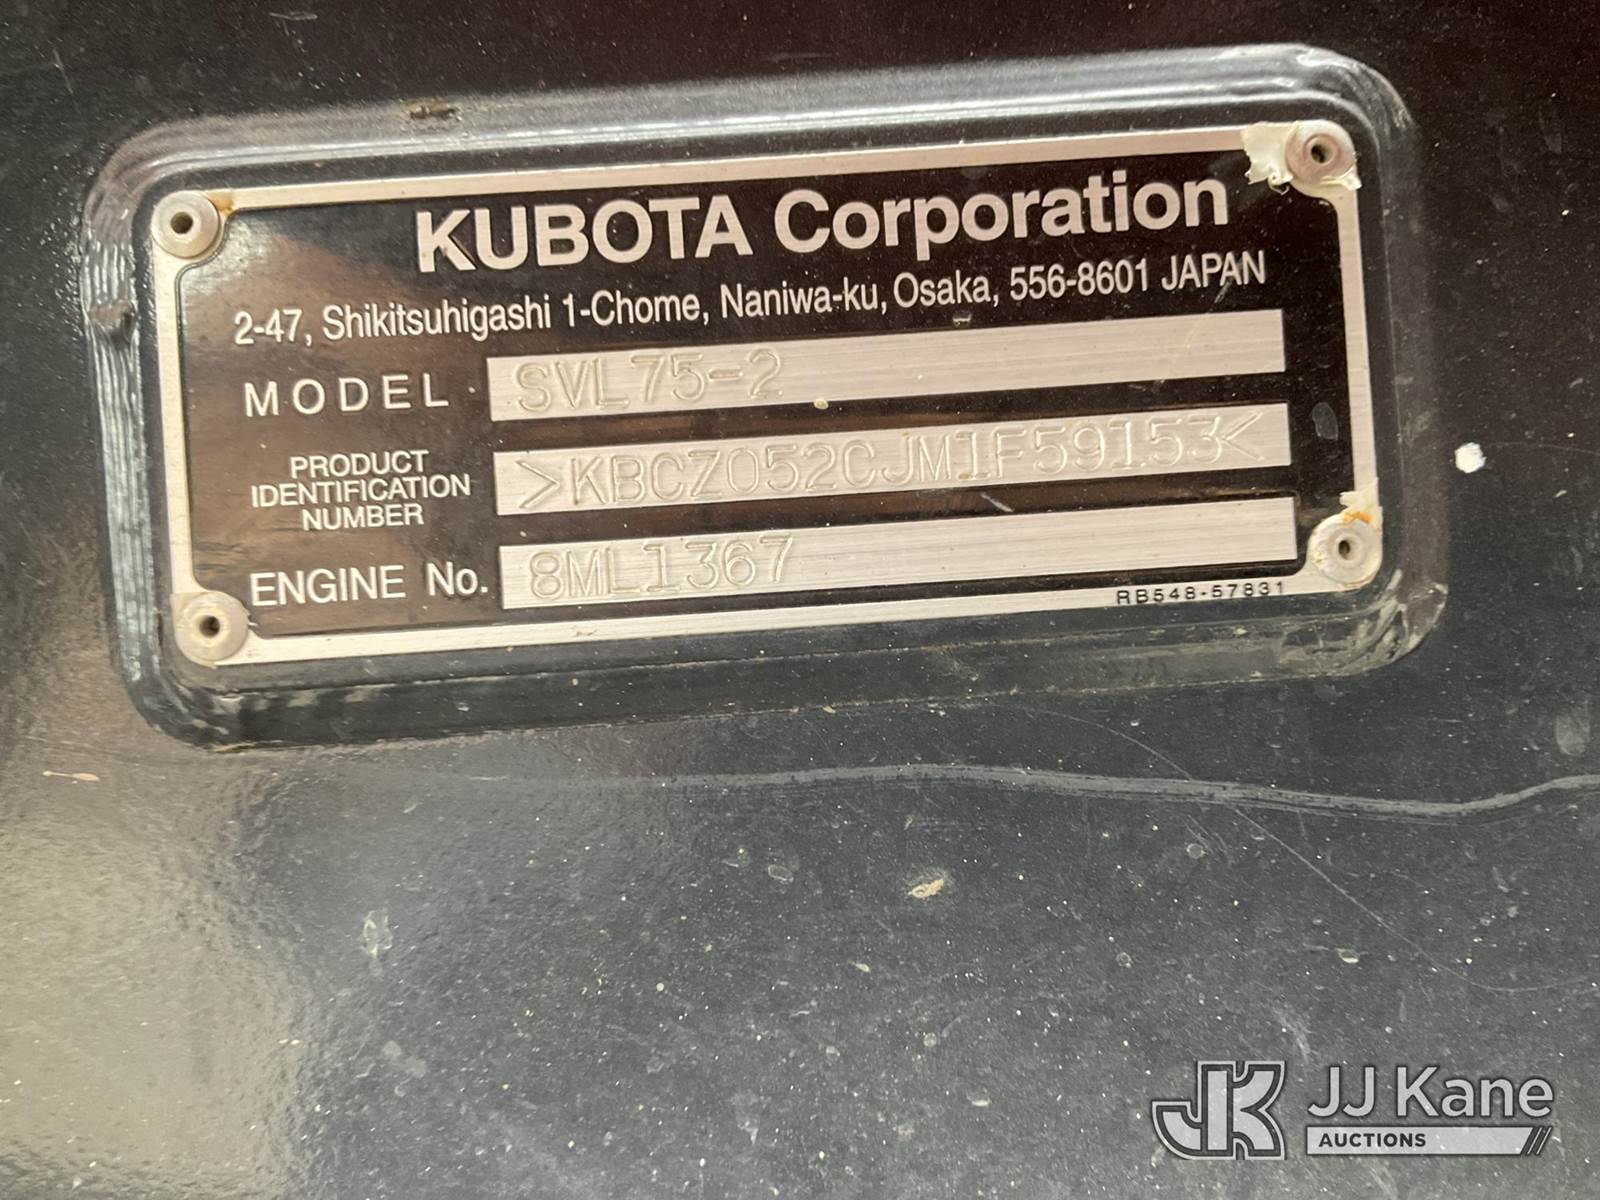 KUBOTA Corporation
2-47, Shikitsuhigashi 1-Chome, Naniwa-ku, Osaka, 556-8601 JAPAN
MODEL SVL75-2
PRODUCT
IDENTIFICATION
NUMBER
>KBCZ052CJM1F59153<
ENGINE No. 8ML1367
RB548-57831
JK JJ Kane
AUCTIONS